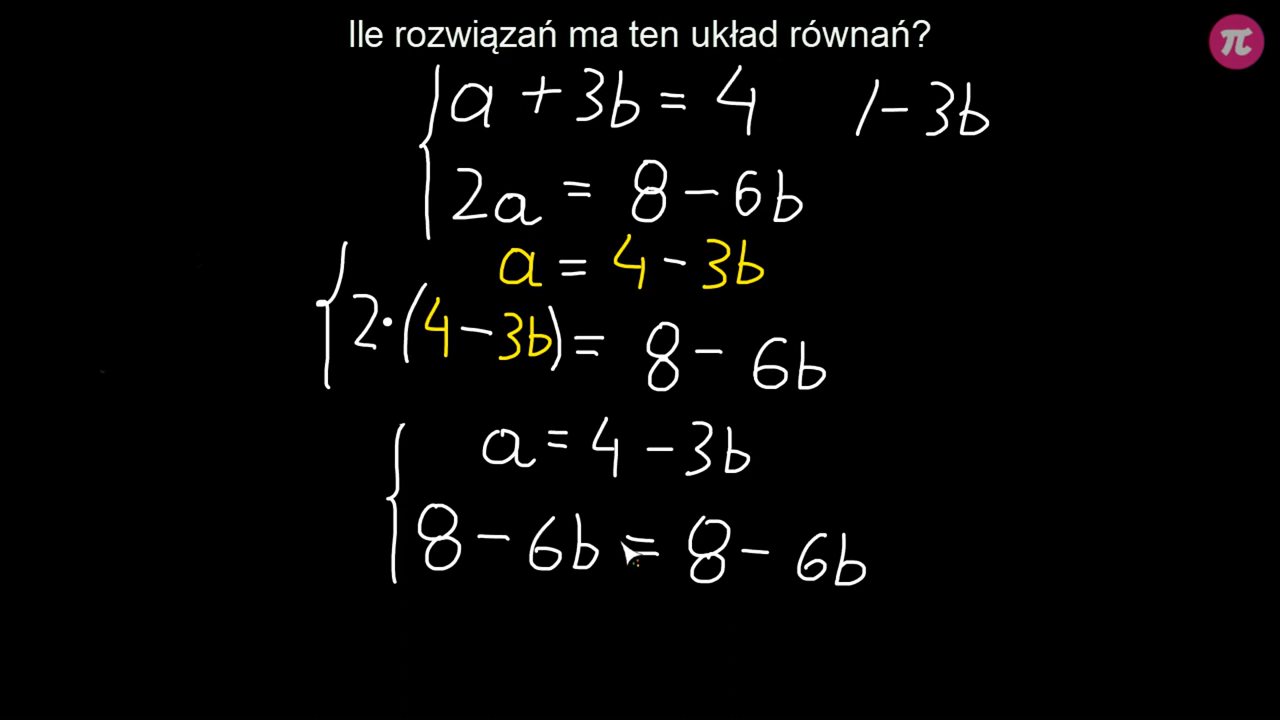 Ile rozwiązań ma ten układ równań?
π
a + 3b = 4 /- 3b
2a = 8 - 6b
a = 4 - 3b
2·(4 - 3b) = 8 - 6b
a = 4 - 3b
8 - 6b = 8 - 6b